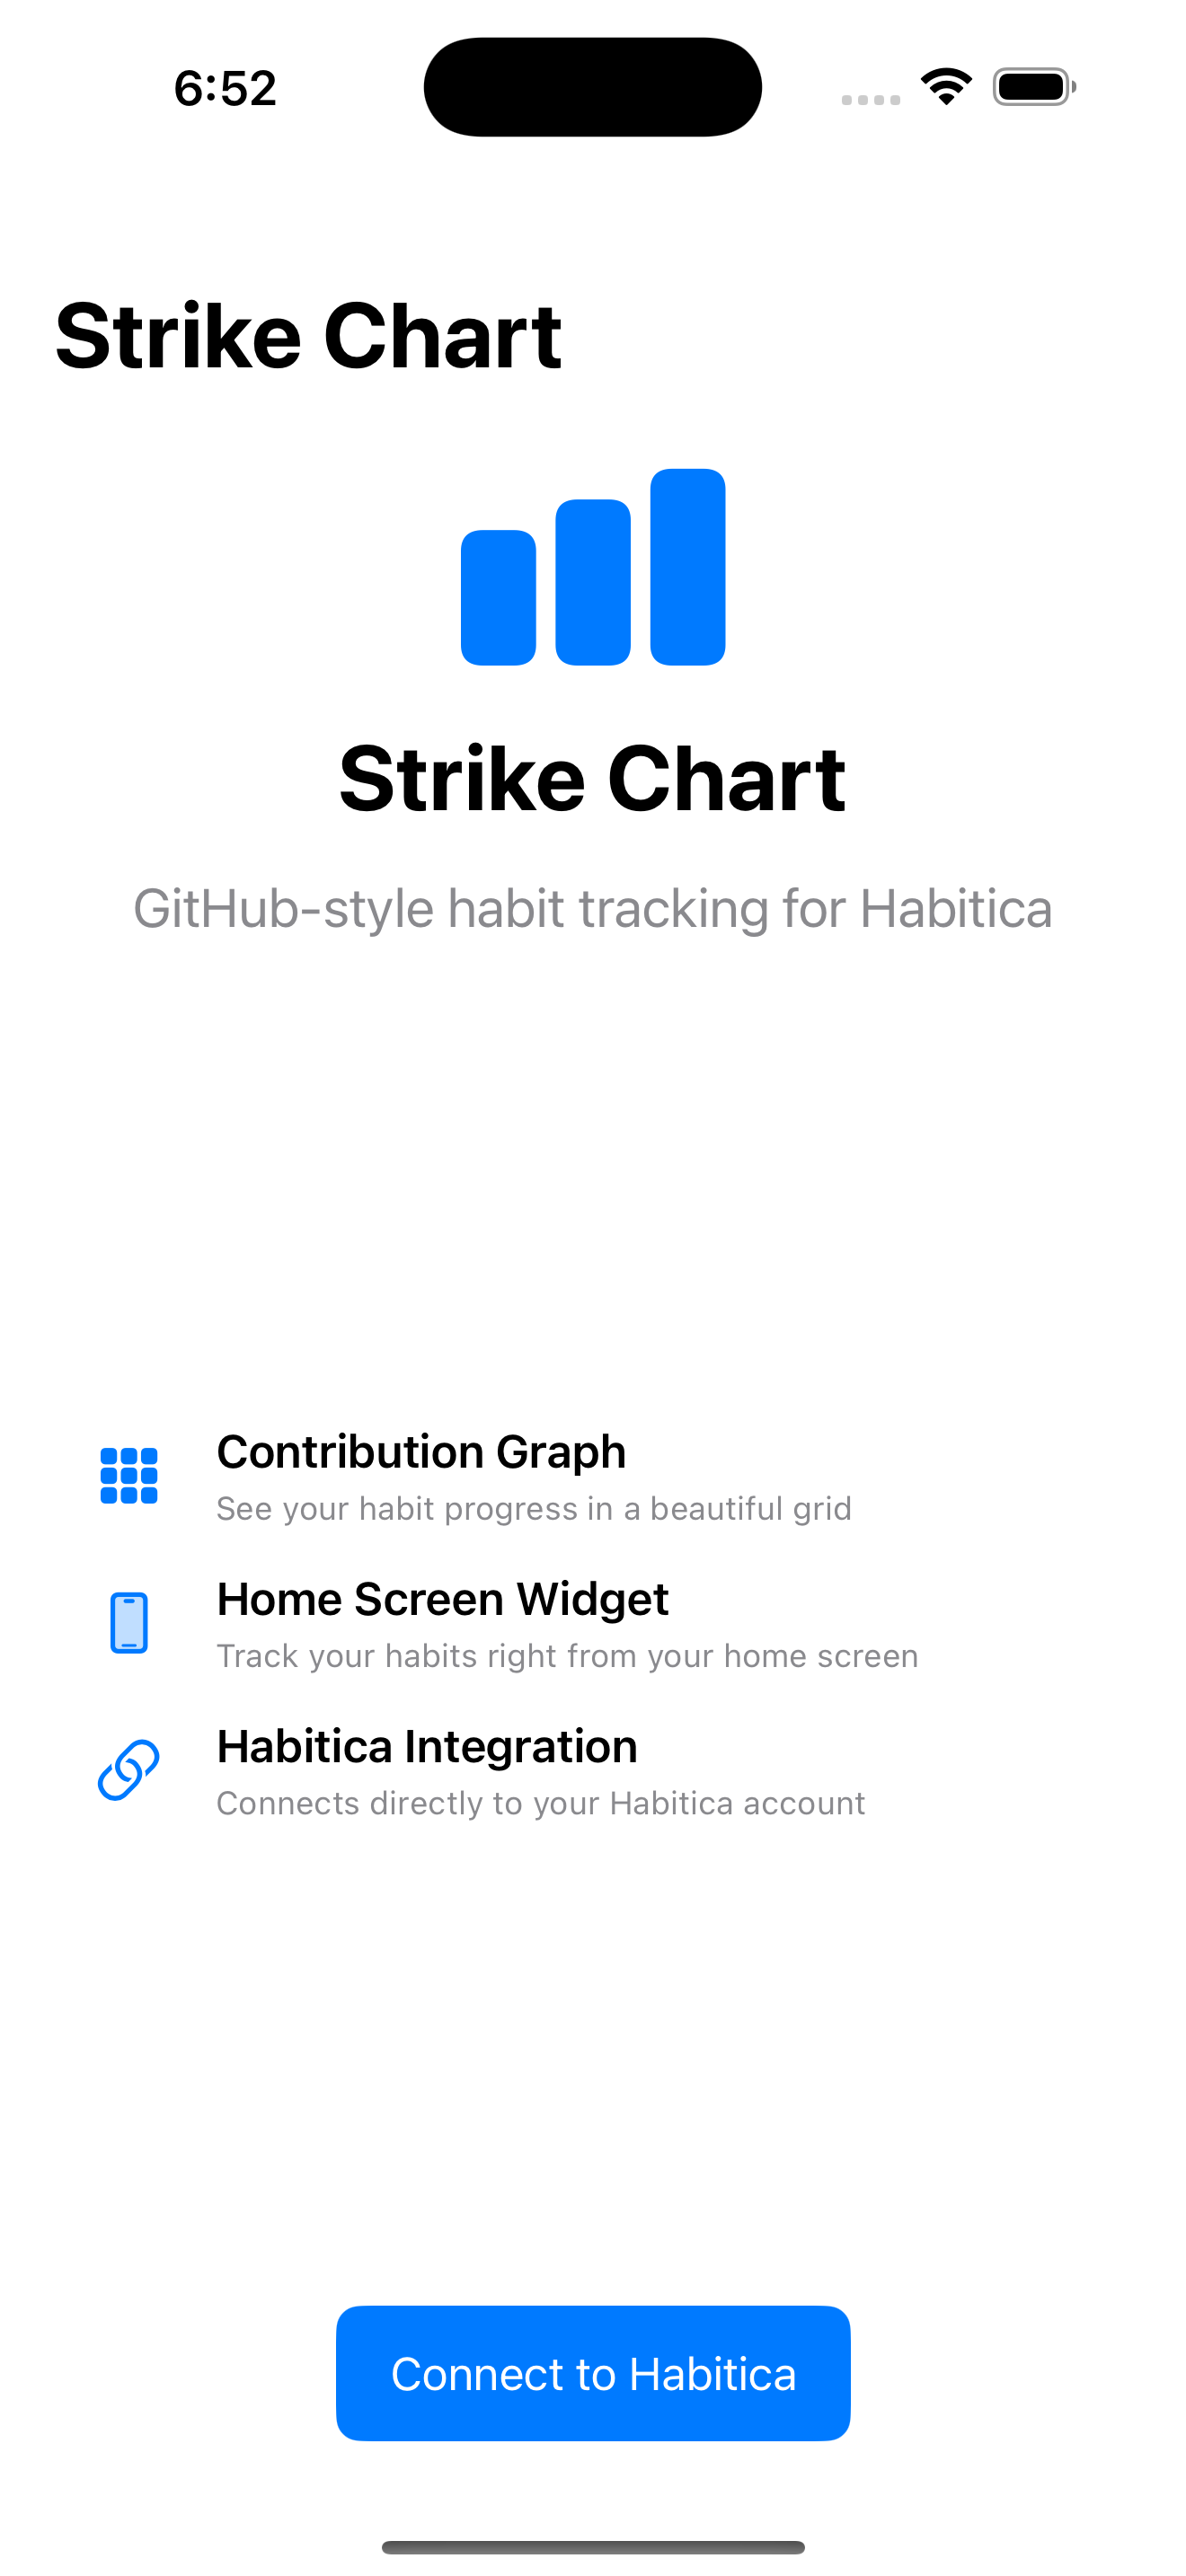 6:52
Strike Chart
Strike Chart
GitHub-style habit tracking for Habitica
Contribution Graph
See your habit progress in a beautiful grid
Home Screen Widget
Track your habits right from your home screen
Habitica Integration
Connects directly to your Habitica account
Connect to Habitica